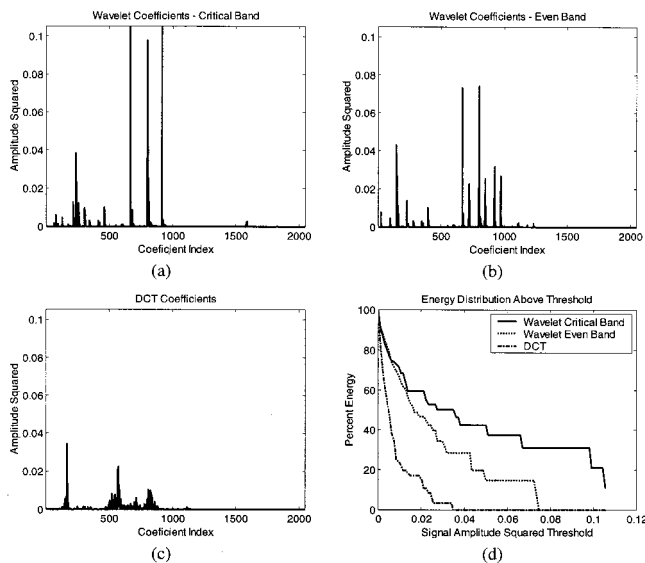 Wavelet Coefficients - Critical Band
0.1
0.08
0.06
0.04
0.02
0
Amplitude Squared
500
1000
1500
2000
Coeficient Index
(a)
Wavelet Coefficients - Even Band
0.1
0.08
0.06
0.04
0.02
0
Amplitude Squared
500
1000
1500
2000
Coefficient Index
(b)
DCT Coefficients
0.1
0.08
0.06
0.04
0.02
0
Amplitude Squared
500
1000
1500
2000
Coefficient Index
(c)
Energy Distribution Above Threshold
100
80
60
40
20
0
Percent Energy
Wavelet Critical Band
Wavelet Even Band
DCT
0
0.02
0.04
0.06
0.08
0.1
0.12
Signal Amplitude Squared Threshold
(d)